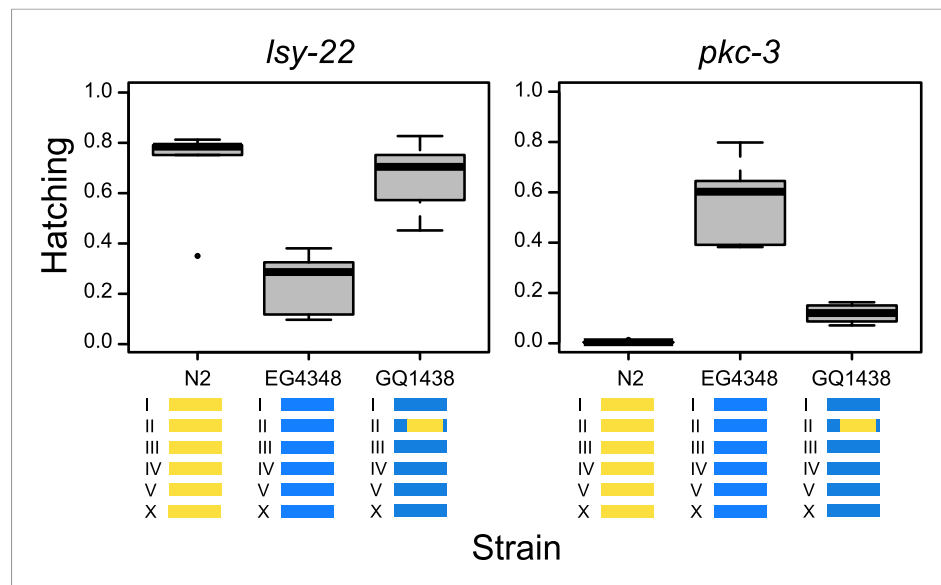 lsy-22
pkc-3
Hatching
1.0
0.8
0.6
0.4
0.2
0.0
1.0
0.8
0.6
0.4
0.2
0.0
N2 EG4348 GQ1438
N2 EG4348 GQ1438
I I I
II II II
III III III
IV IV IV
V V V
X X X
I I I
II II II
III III III
IV IV IV
V V V
X X X
Strain